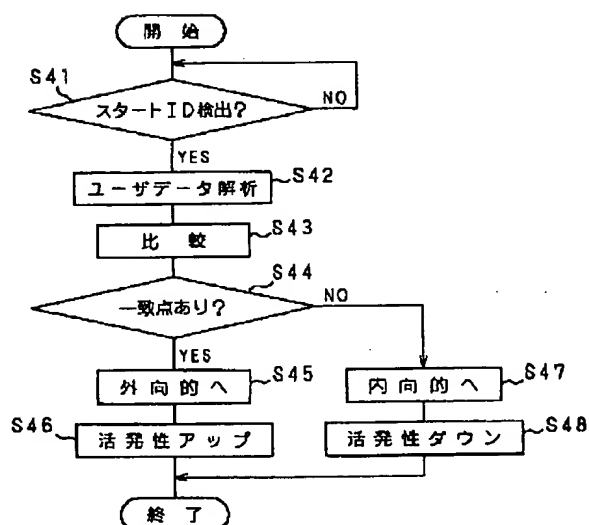 開始
S41
スタートID検出?
NO
YES
ユーザデータ解析
S42
比較
S43
S44
一致点あり?
NO
YES
外向的へ
S45
内向的へ
S47
S46
活発性アップ
活発性ダウン
S48
終了